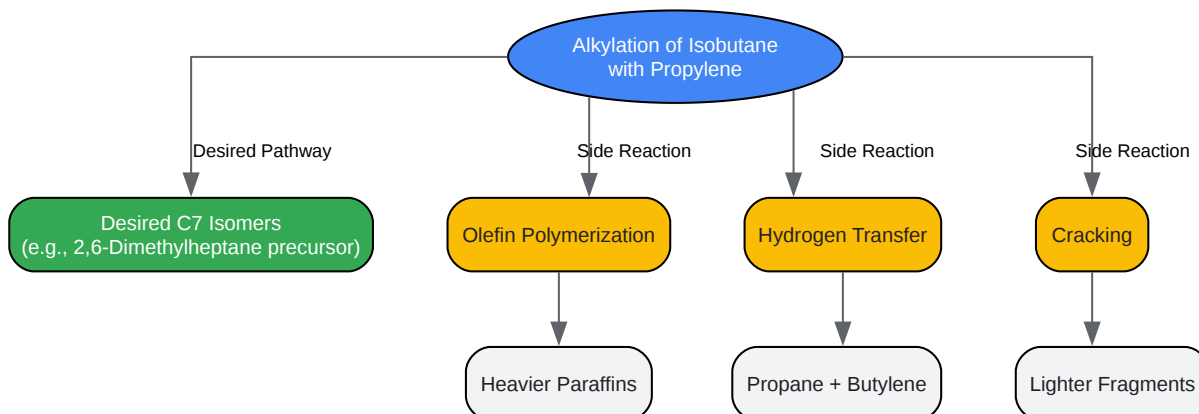 Alkylation of Isobutane
with Propylene
Desired Pathway
Side Reaction
Side Reaction
Side Reaction
Desired C7 Isomers
(e.g., 2,6-Dimethylheptane precursor)
Olefin Polymerization
Hydrogen Transfer
Cracking
Heavier Paraffins
Propane + Butylene
Lighter Fragments